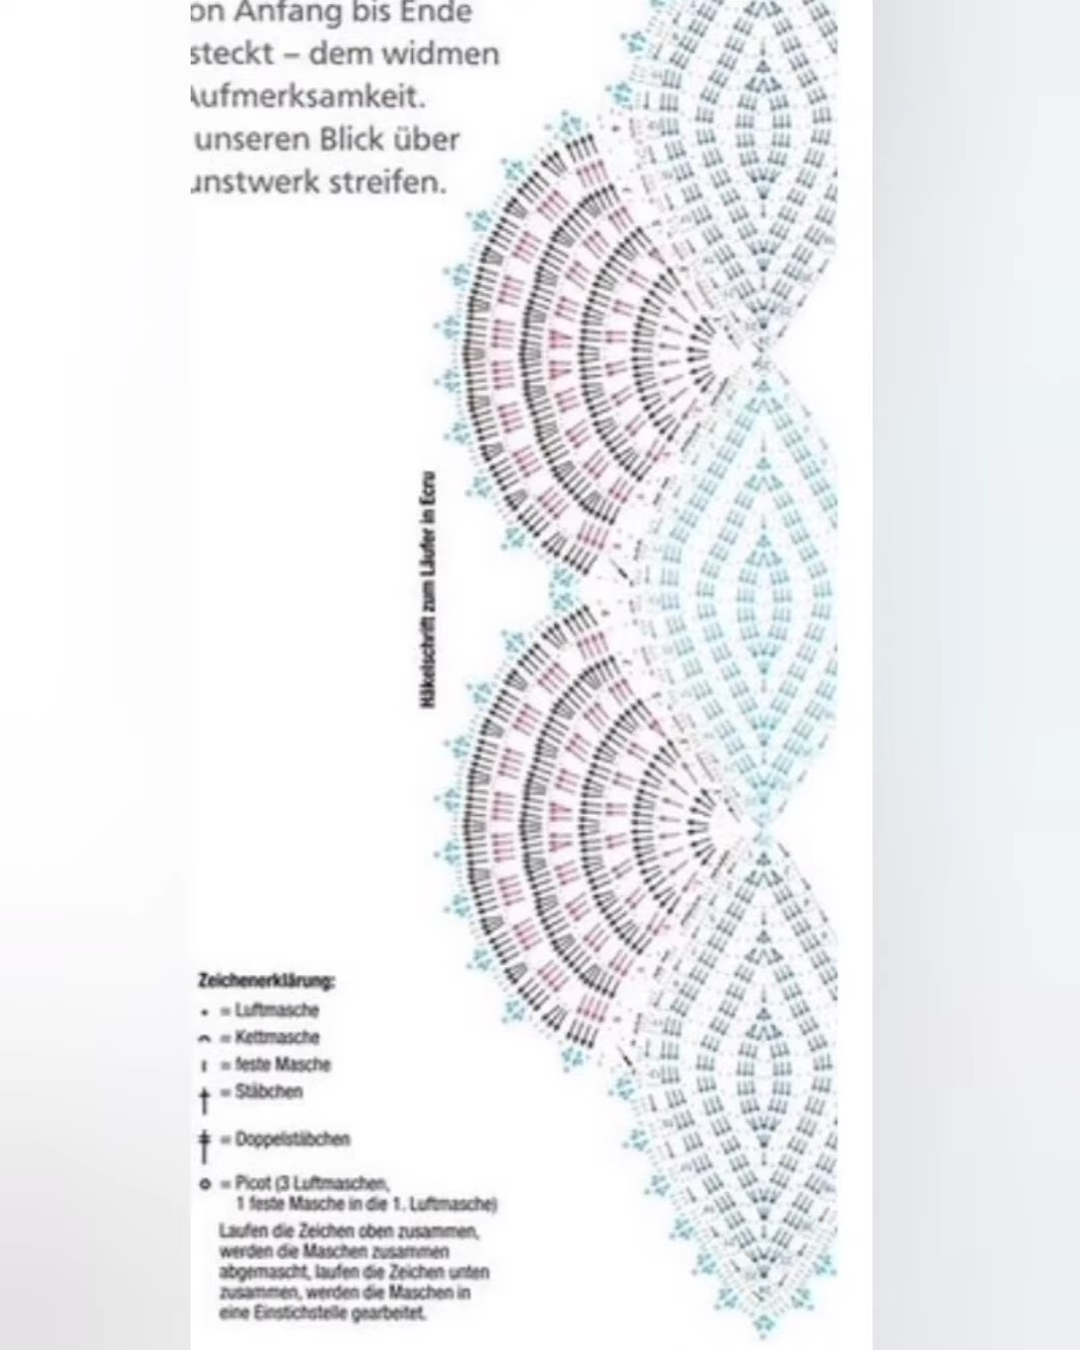 on Anfang bis Ende
steckt – dem widmen
Aufmerksamkeit.
unseren Blick über
unstwerk streifen.
Häkelschrift zum Läufer in Ecru
Zeichenerklärung:
• = Luftmasche
⌢ = Kettmasche
ı = feste Masche
† = Stäbchen
‡ = Doppelstäbchen
o = Picot (3 Luftmaschen,
1 feste Masche in die 1. Luftmasche)
Laufen die Zeichen oben zusammen,
werden die Maschen zusammen
abgemascht, laufen die Zeichen unten
zusammen, werden die Maschen in
eine Einstichstelle gearbeitet.